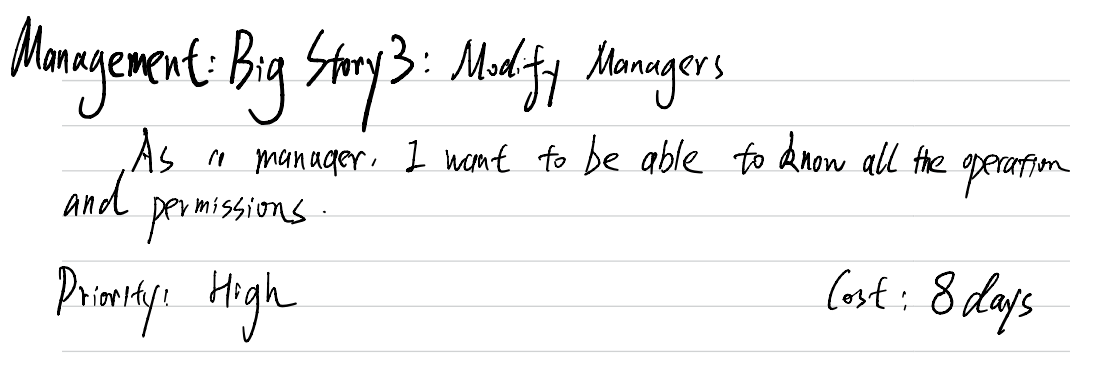 Management: Big Story 3: Modify Managers
As a manager, I want to be able to know all the operation
and permissions.
Priority: High
Cost: 8 days